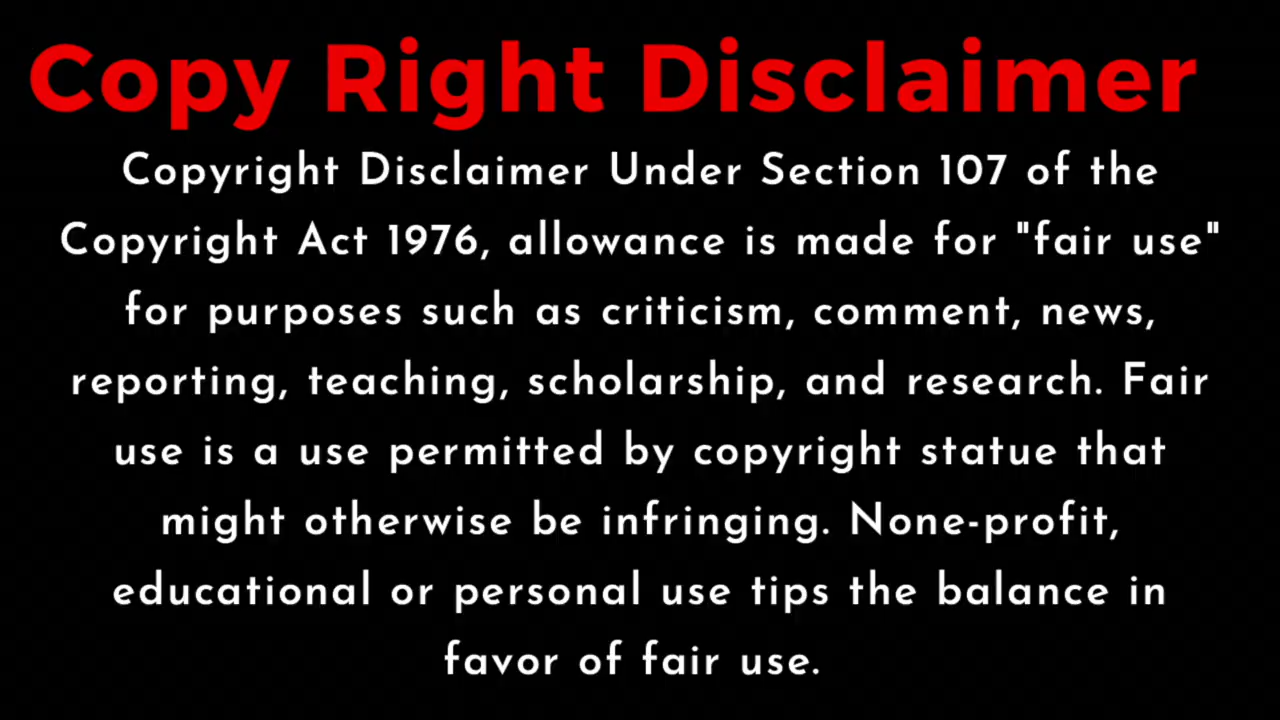 Copy Right Disclaimer
Copyright Disclaimer Under Section 107 of the
Copyright Act 1976, allowance is made for "fair use"
for purposes such as criticism, comment, news,
reporting, teaching, scholarship, and research. Fair
use is a use permitted by copyright statue that
might otherwise be infringing. None-profit,
educational or personal use tips the balance in
favor of fair use.